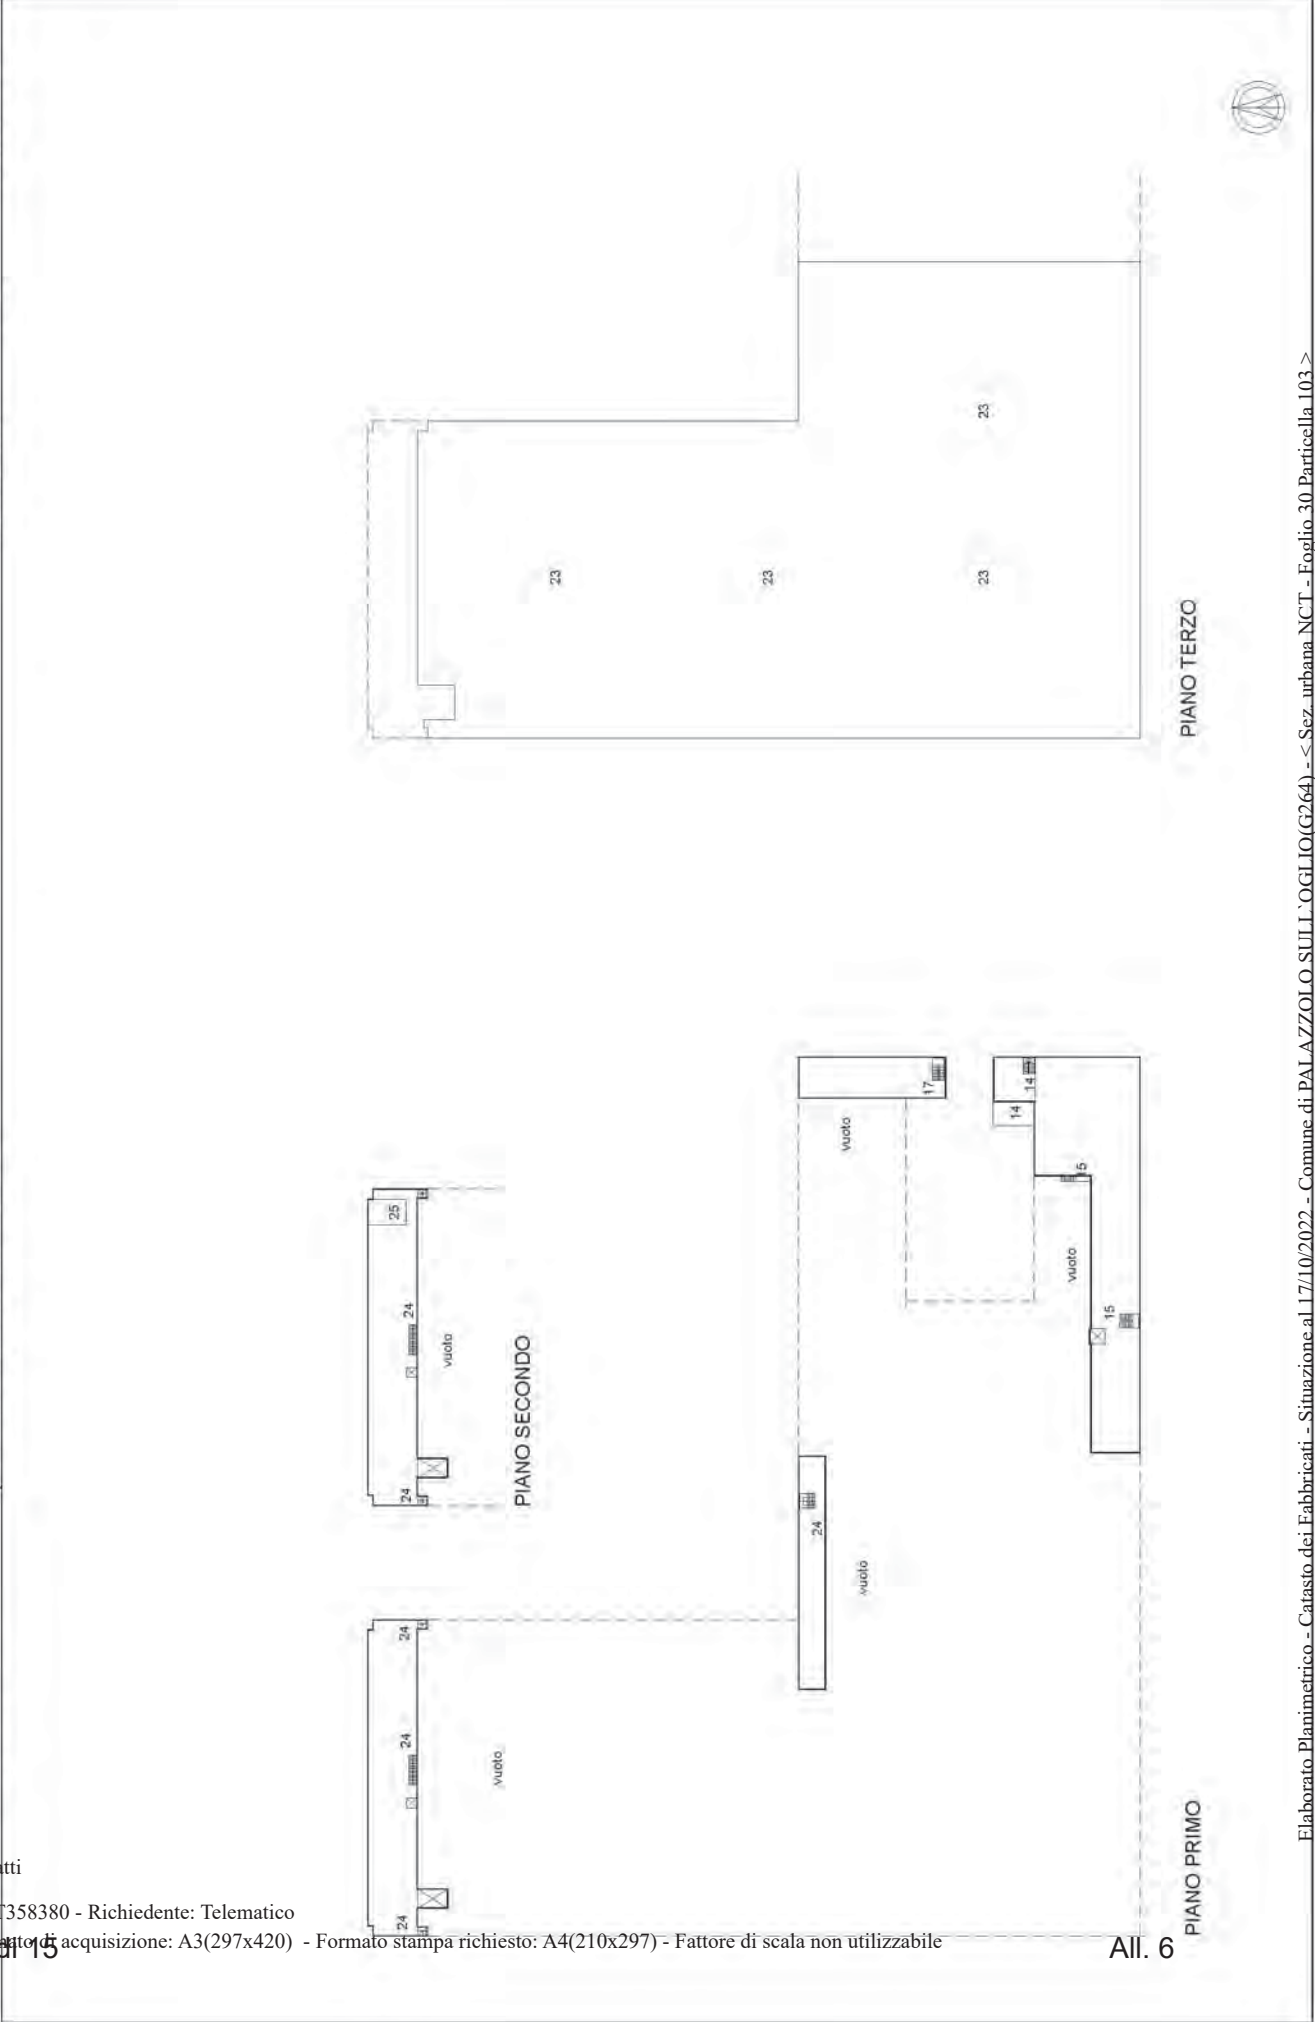 23
23
23
23
PIANO TERZO
25
24
24
vuoto
PIANO SECONDO
17
14
14
15
15
vuoto
vuoto
24
vuoto
24
24
24
vuoto
PIANO PRIMO
Elaborato Planimetrico - Catasto dei Fabbricati - Situazione al 17/10/2022 - Comune di PALAZZOLO SULL`OGLIO(G264) - < Sez. urbana NCT - Foglio 30 Particella 103 >
T358380 - Richiedente: Telematico
acquisizione: A3(297x420) - Formato stampa richiesto: A4(210x297) - Fattore di scala non utilizzabile
di 15
All. 6